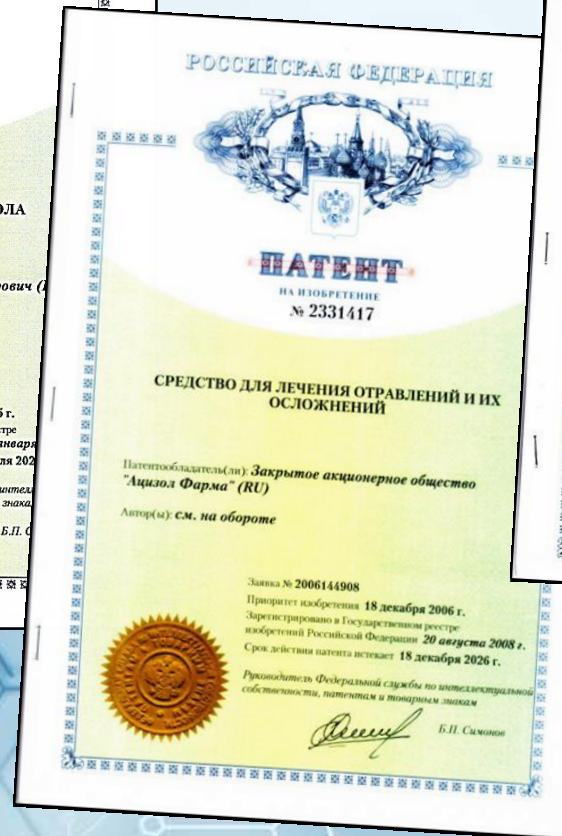 РОССИЙСКАЯ ФЕДЕРАЦИЯ
ПАТЕНТ
НА ИЗОБРЕТЕНИЕ
№ 2331417
СРЕДСТВО ДЛЯ ЛЕЧЕНИЯ ОТРАВЛЕНИЙ И ИХ
ОСЛОЖНЕНИЙ
Патентообладатель(ли): Закрытое акционерное общество
"Ацизол Фарма" (RU)
Автор(ы): см. на обороте
Заявка № 2006144908
Приоритет изобретения 18 декабря 2006 г.
Зарегистрировано в Государственном реестре
изобретений Российской Федерации 20 августа 2008 г.
Срок действия патента истекает 18 декабря 2026 г.
Руководитель Федеральной службы по интеллектуальной
собственности, патентам и товарным знакам
Б.П. Симонов
ОЛА
рович
г.
стре
января
ля 202
интелл
знака
Б.П. С